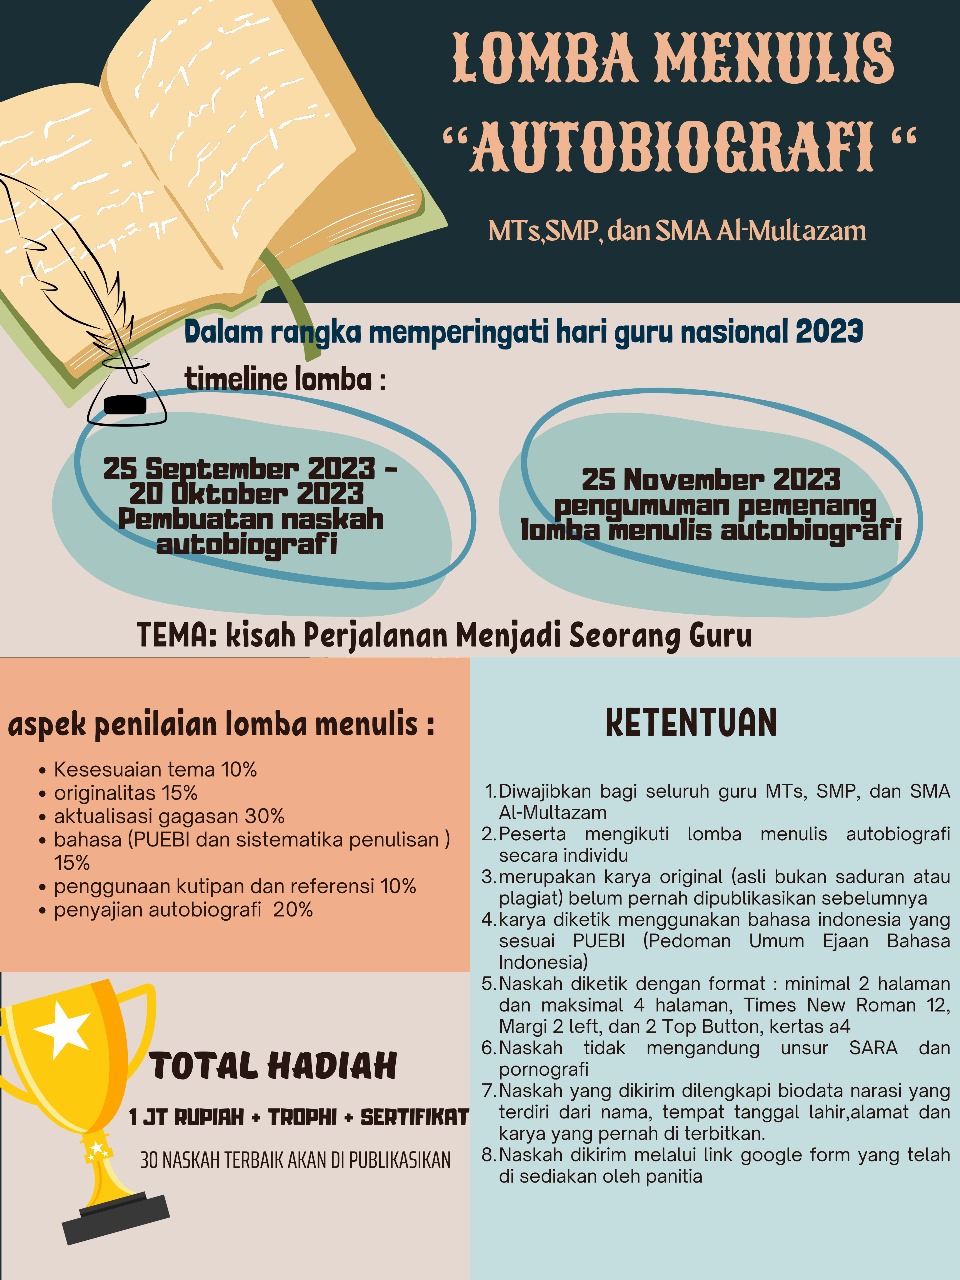 LOMBA MENULIS
“AUTOBIOGRAFI “
MTs,SMP, dan SMA Al-Multazam
Dalam rangka memperingati hari guru nasional 2023
timeline lomba :
25 September 2023 -
20 Oktober 2023
Pembuatan naskah
autobiografi
25 November 2023
pengumuman pemenang
lomba menulis autobiografi
TEMA: kisah Perjalanan Menjadi Seorang Guru
aspek penilaian lomba menulis :
• Kesesuaian tema 10%
• originalitas 15%
• aktualisasi gagasan 30%
• bahasa (PUEBI dan sistematika penulisan )
15%
• penggunaan kutipan dan referensi 10%
• penyajian autobiografi 20%
TOTAL HADIAH
1 JT RUPIAH + TROPHI + SERTIFIKAT
30 NASKAH TERBAIK AKAN DI PUBLIKASIKAN
KETENTUAN
1.Diwajibkan bagi seluruh guru MTs, SMP, dan SMA
Al-Multazam
2.Peserta mengikuti lomba menulis autobiografi
secara individu
3.merupakan karya original (asli bukan saduran atau
plagiat) belum pernah dipublikasikan sebelumnya
4.karya diketik menggunakan bahasa indonesia yang
sesuai PUEBI (Pedoman Umum Ejaan Bahasa
Indonesia)
5.Naskah diketik dengan format : minimal 2 halaman
dan maksimal 4 halaman, Times New Roman 12,
Margi 2 left, dan 2 Top Button, kertas a4
6.Naskah tidak mengandung unsur SARA dan
pornografi
7.Naskah yang dikirim dilengkapi biodata narasi yang
terdiri dari nama, tempat tanggal lahir,alamat dan
karya yang pernah di terbitkan.
8.Naskah dikirim melalui link google form yang telah
di sediakan oleh panitia